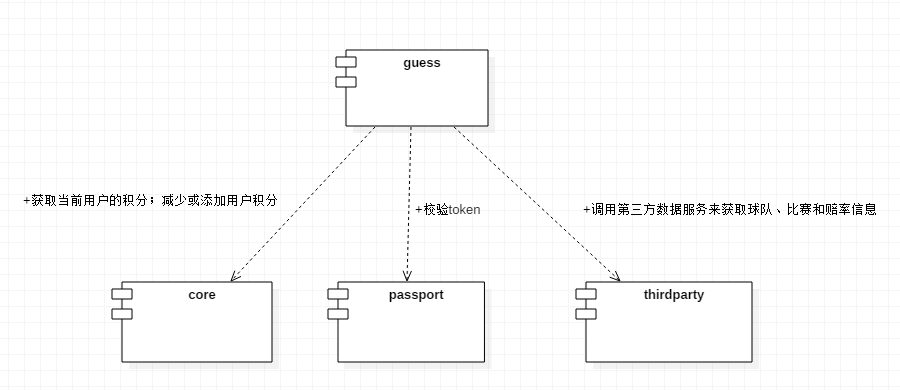 guess
+获取当前用户的积分；减少或添加用户积分
+校验token
+调用第三方数据服务来获取球队、比赛和赔率信息
core
passport
thirdparty